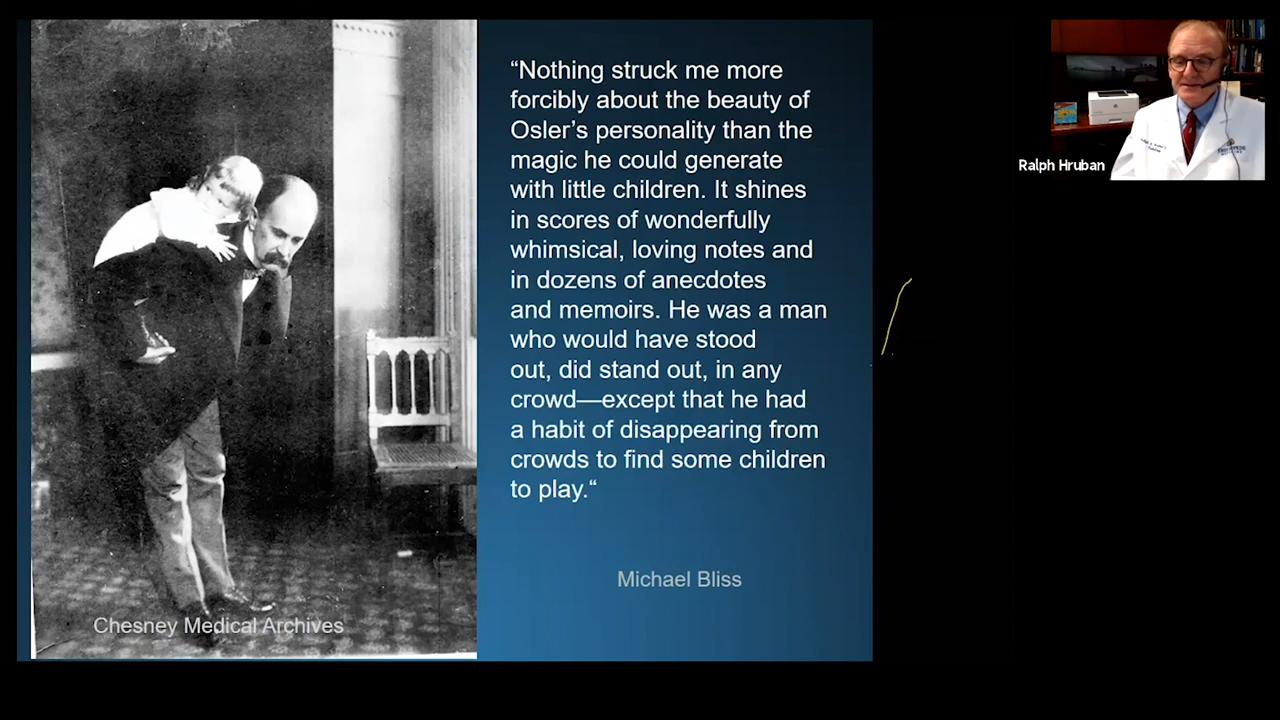 “Nothing struck me more
forcibly about the beauty of
Osler’s personality than the
magic he could generate
with little children. It shines
in scores of wonderfully
whimsical, loving notes and
in dozens of anecdotes
and memoirs. He was a man
who would have stood
out, did stand out, in any
crowd—except that he had
a habit of disappearing from
crowds to find some children
to play.“
Michael Bliss
Chesney Medical Archives
Ralph Hruban